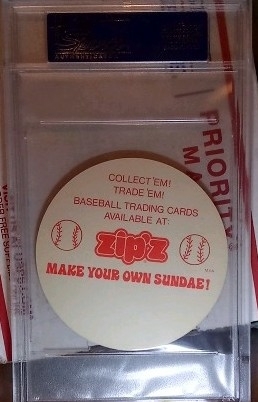 COLLECT 'EM!
TRADE 'EM!
BASEBALL TRADING CARDS
AVAILABLE AT:
zip'z
MAKE YOUR OWN SUNDAE!
PRIORITY
MA